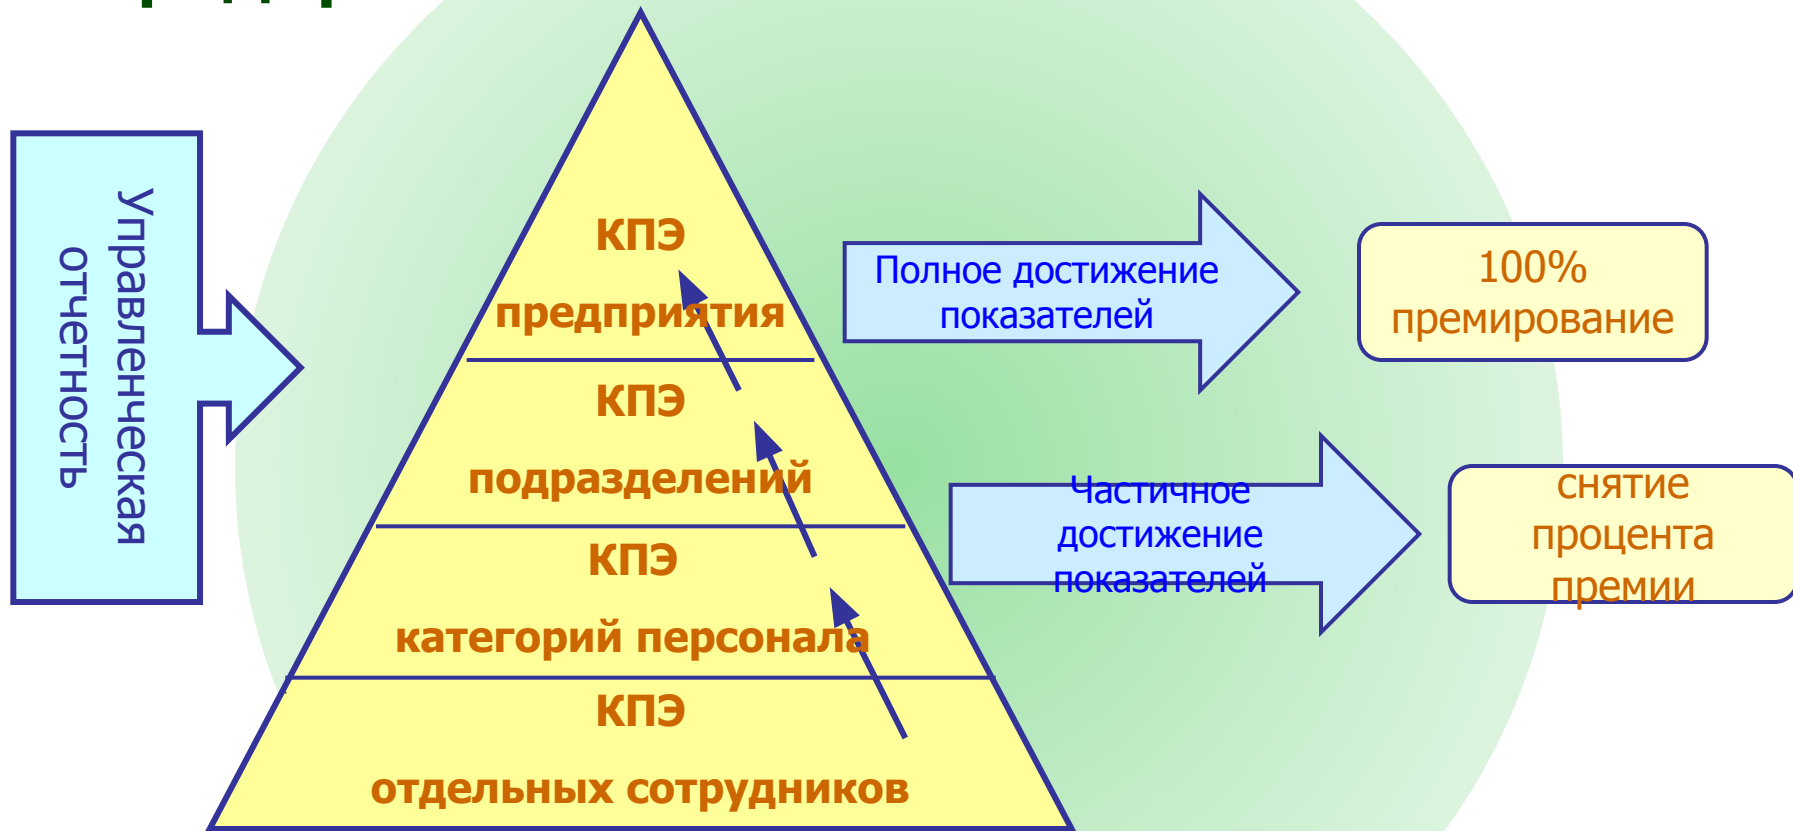 Управленческая
отчетность
КПЭ
предприятия
КПЭ
подразделений
КПЭ
категорий персонала
КПЭ
отдельных сотрудников
Полное достижение
показателей
100%
премирование
Частичное
достижение
показателей
снятие
процента
премии